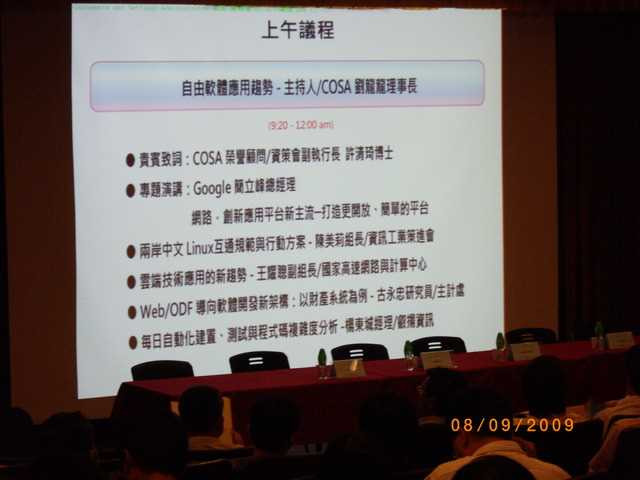 上午議程
自由軟體應用趨勢 - 主持人/COSA 劉龍龍理事長
(9:20 - 12:00 am)
● 貴賓致詞：COSA 榮譽顧問/資策會副執行長 許清琦博士
● 專題演講：Google 簡立峰總經理
網路 - 創新應用平台新主流─打造更開放、簡單的平台
● 兩岸中文 Linux互通規範與行動方案 - 陳美莉組長/資訊工業策進會
● 雲端技術應用的新趨勢 - 王耀聰副組長/國家高速網路與計算中心
● Web/ODF 導向軟體開發新架構：以財產系統為例 - 古永忠研究員/主計處
● 每日自動化建置、測試與程式碼複雜度分析 -楊東城經理/叡揚資訊
08/09/2009